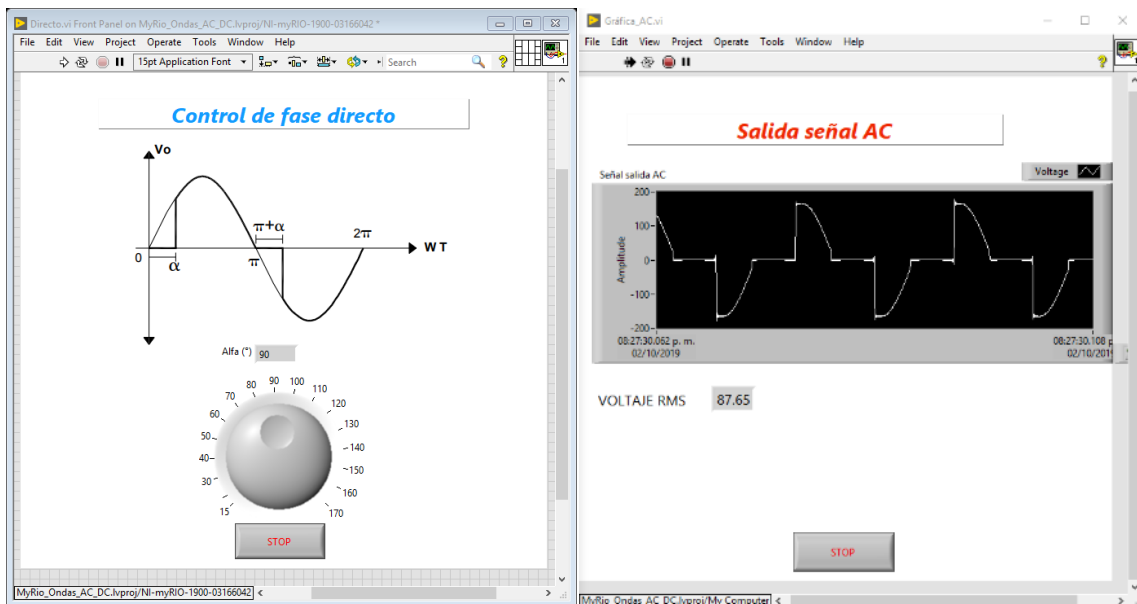 Directo.vi Front Panel on MyRio_Ondas_AC_DC.lvproj/NI-myRIO-1900-03166042 *
File Edit View Project Operate Tools Window Help
15pt Application Font
Search
1
Control de fase directo
Vo
π+α
2π
W T
0
α
π
Alfa (°) 90
15
30
40
50
60
70
80
90
100
110
120
130
140
150
160
170
STOP
MyRio_Ondas_AC_DC.lvproj/NI-myRIO-1900-03166042
Gráfica_AC.vi
File Edit View Project Operate Tools Window Help
1
Salida señal AC
Señal salida AC
Voltage
Amplitude
200
100
0
-100
-200
08:27:30.062 p. m.
02/10/2019
08:27:30.108 p
02/10/201
VOLTAJE RMS 87.65
STOP
MyRio_Ondas_AC_DC.lvproj/My Computer